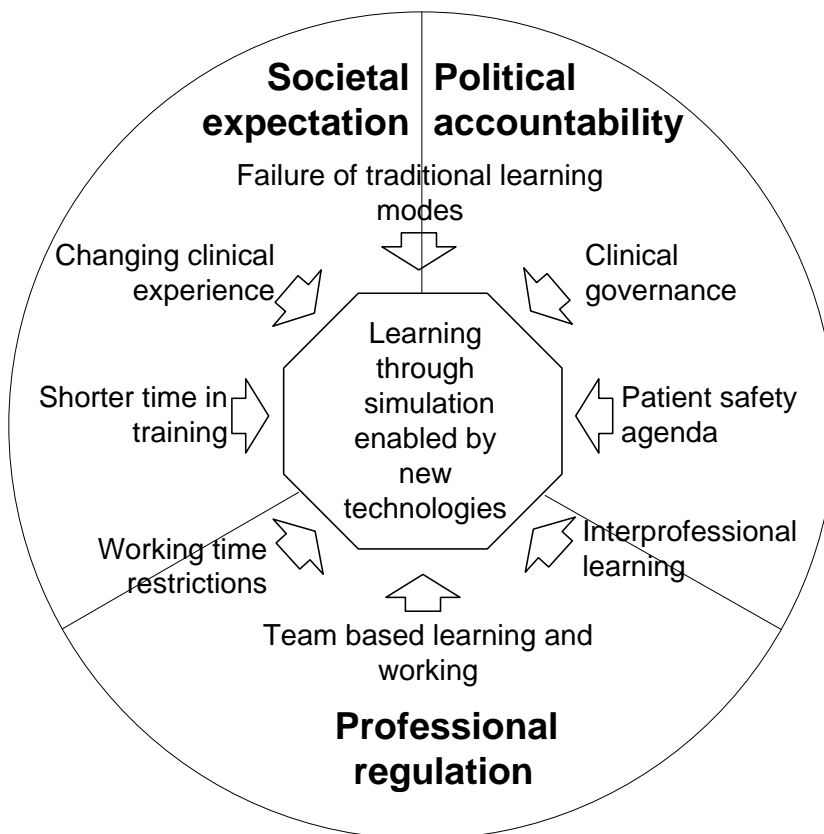 Societal
expectation
Political
accountability
Failure of traditional learning
modes
Changing clinical
experience
Clinical
governance
Learning
through
simulation
enabled by
new
technologies
Shorter time in
training
Patient safety
agenda
Working time
restrictions
Interprofessional
learning
Team based learning and
working
Professional
regulation